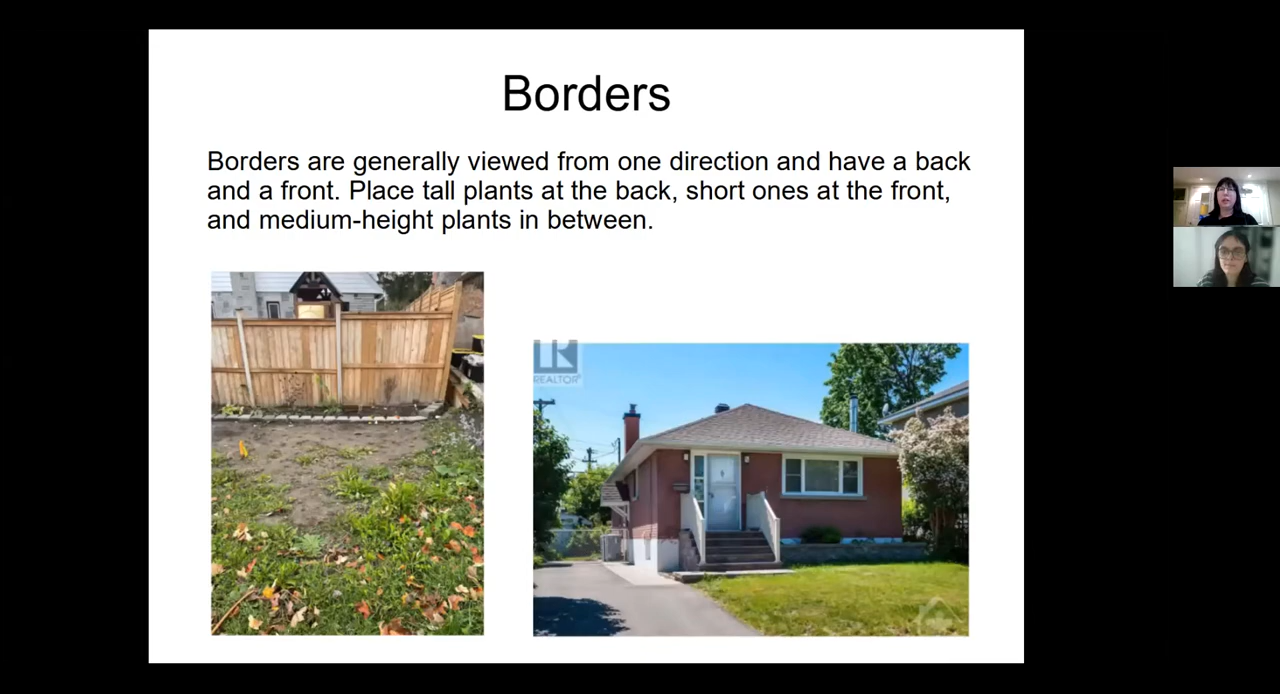 Borders
Borders are generally viewed from one direction and have a back
and a front. Place tall plants at the back, short ones at the front,
and medium-height plants in between.
REALTOR®